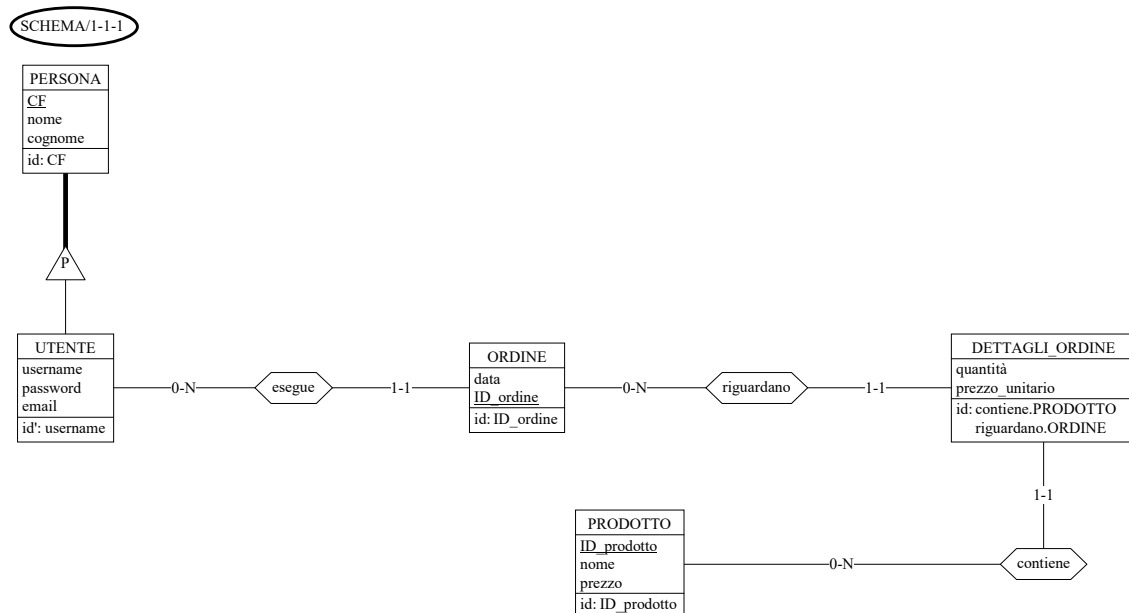 SCHEMA/1-1-1
PERSONA
CF
nome
cognome
id: CF
P
UTENTE
username
password
email
id': username
0-N
esegue
1-1
ORDINE
data
ID_ordine
id: ID_ordine
0-N
riguardano
1-1
DETTAGLI_ORDINE
quantità
prezzo_unitario
id: contiene.PRODOTTO
riguardano.ORDINE
1-1
PRODOTTO
ID_prodotto
nome
prezzo
id: ID_prodotto
0-N
contiene